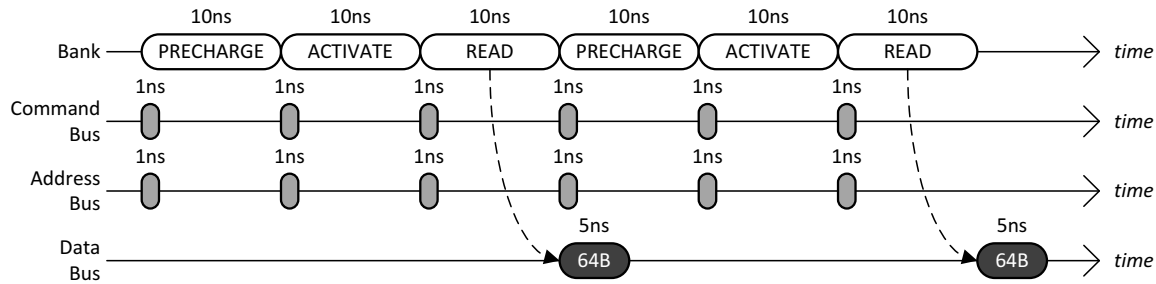 10ns 10ns 10ns 10ns 10ns 10ns
Bank PRECHARGE ACTIVATE READ PRECHARGE ACTIVATE READ time
1ns 1ns 1ns 1ns 1ns 1ns
Command
Bus
time
1ns 1ns 1ns 1ns 1ns 1ns
Address
Bus
time
5ns 5ns
Data
Bus
64B 64B time